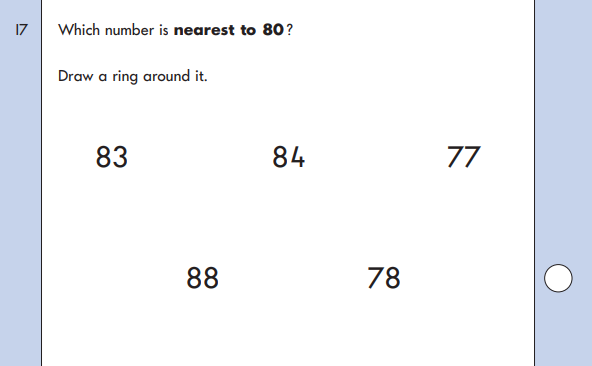 17
Which number is nearest to 80?
Draw a ring around it.
83 84 77
88 78